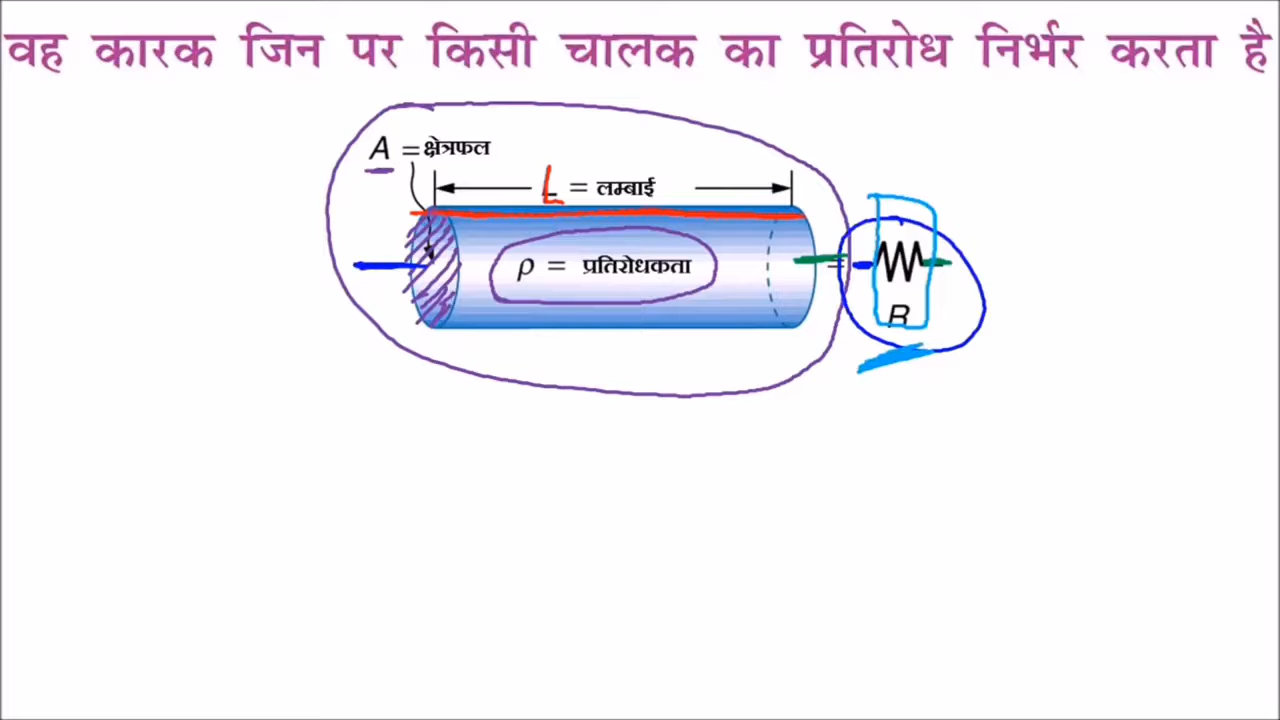 वह कारक जिन पर किसी चालक का प्रतिरोध निर्भर करता है
A = क्षेत्रफल
L = लम्बाई
ρ = प्रतिरोधकता
=
R